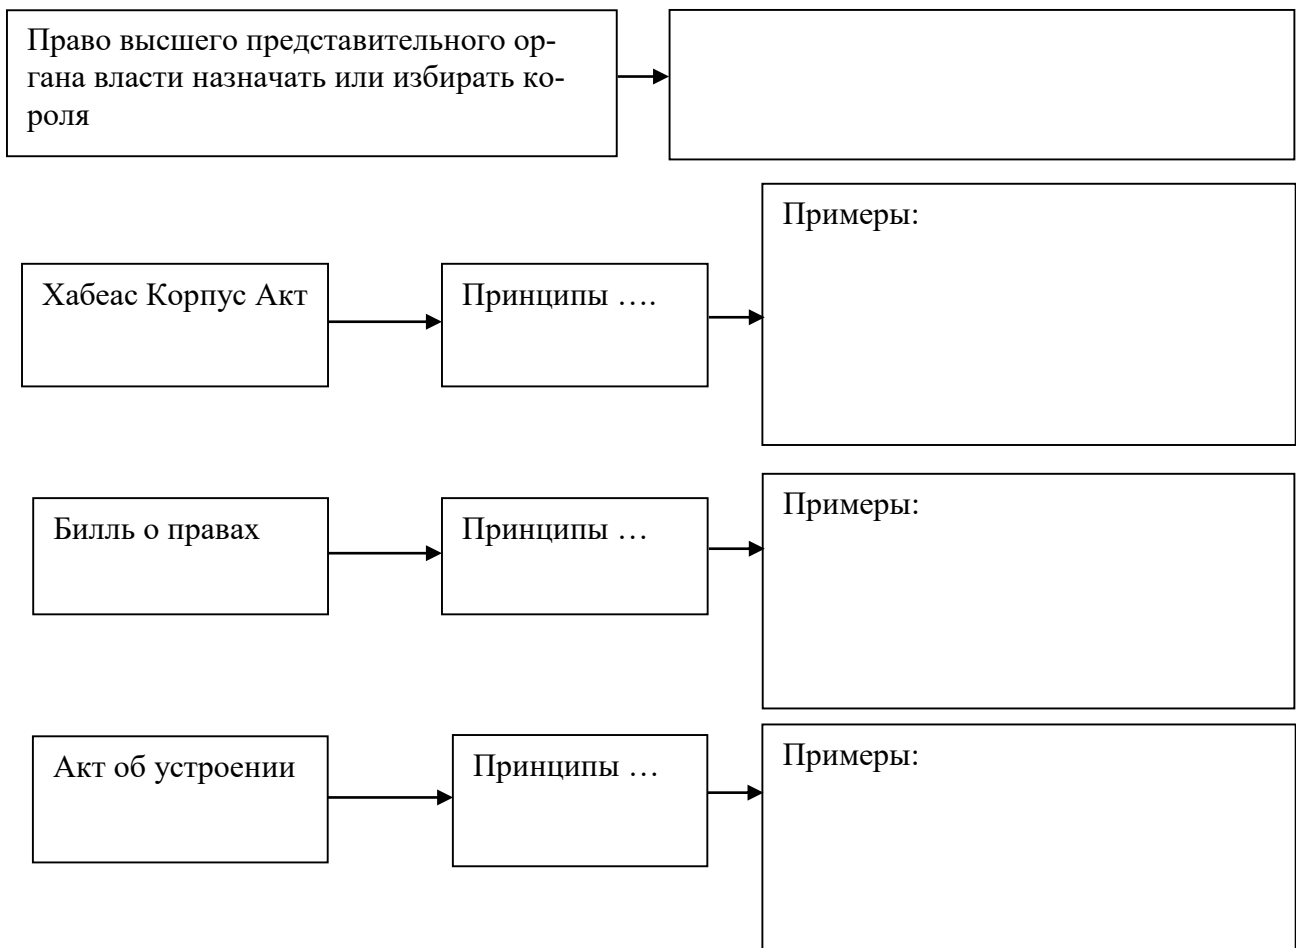 Право высшего представительного ор-
гана власти назначать или избирать ко-
роля
Примеры:
Хабеас Корпус Акт
Принципы ….
Примеры:
Билль о правах
Принципы …
Примеры:
Акт об устроении
Принципы …